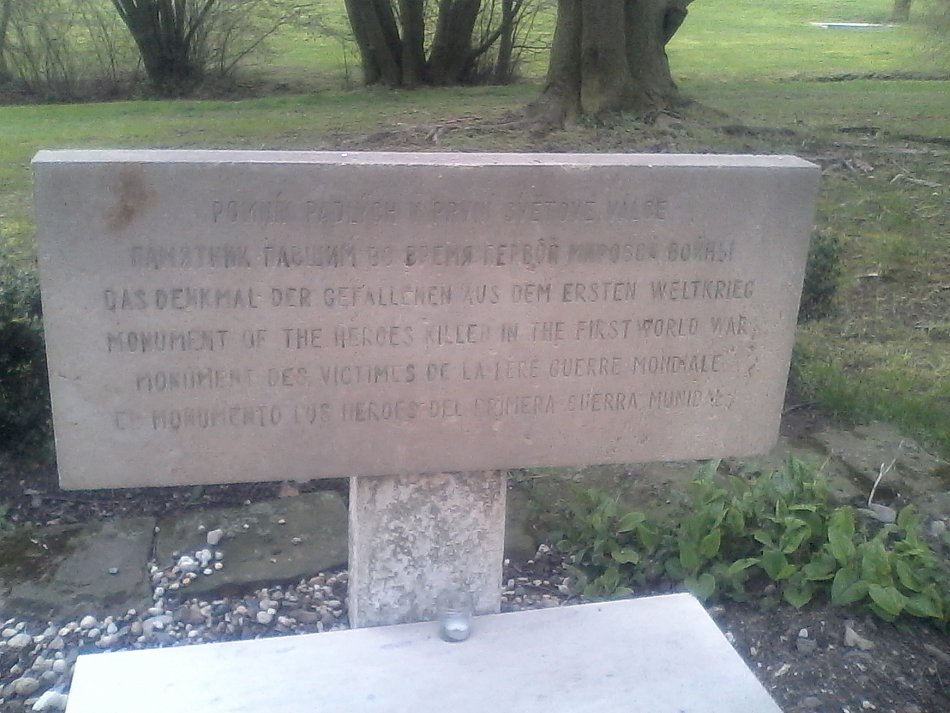 POMNÍK PADLÝCH V PRVNÍ SVĚTOVÉ VÁLCE
ПАМЯТНИК ПАВШИМ ВО ВРЕМЯ ПЕРВОЙ МИРОВОЙ ВОЙНЫ
DAS DENKMAL DER GEFALLENEN AUS DEM ERSTEN WELTKRIEG
MONUMENT OF THE HEROES KILLED IN THE FIRST WORLD WAR
MONUMENT DES VICTIMES DE LA 1ÈRE GUERRE MONDIALE
EL MONUMENTO LOS HEROES DEL PRIMERA GUERRA MUNIDAL